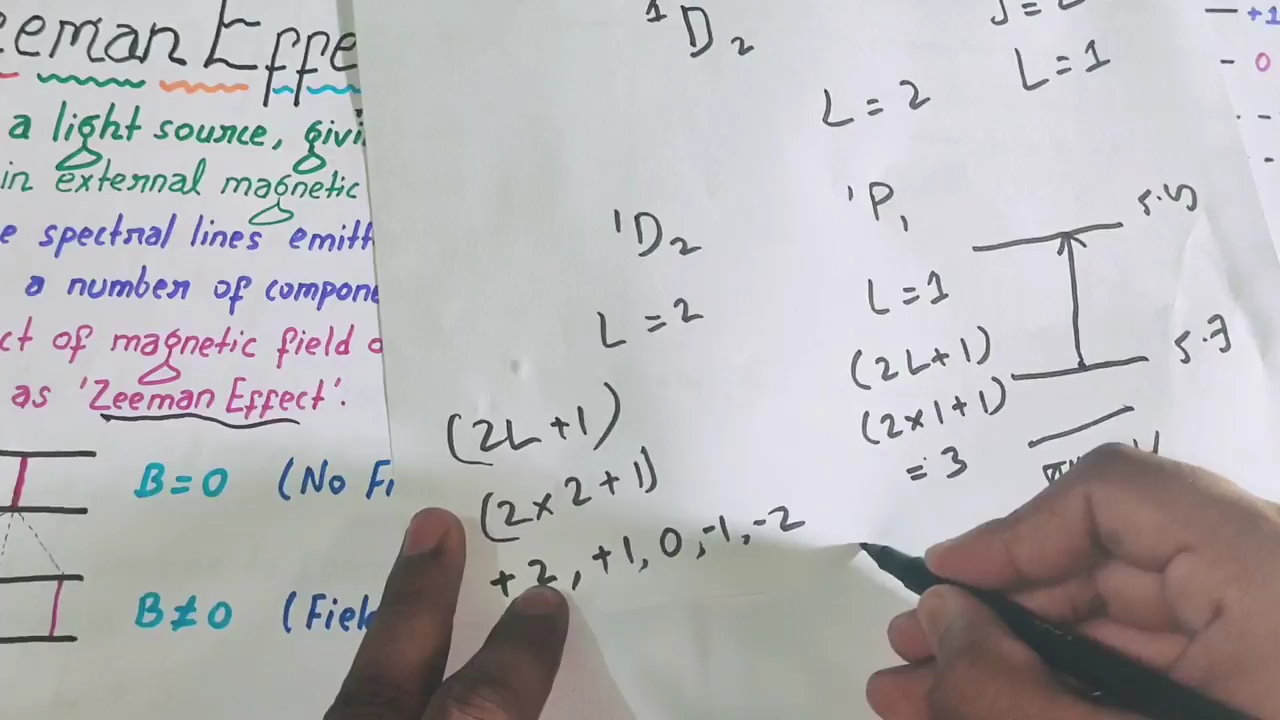 eeman Effe
a light source, givi
in external magnetic
e spectral lines emitt
a number of compone
ct of magnetic field o
as 'Zeeman Effect'.
B=0 (No Fi
B≠0 (Fiel
¹D₂
J=
L=1
L=2
¹D₂
L=2
(2L+1)
(2×2+1)
+2, +1, 0, -1, -2
¹P₁
L=1
(2L+1)
(2×1+1)
= 3
+1
0